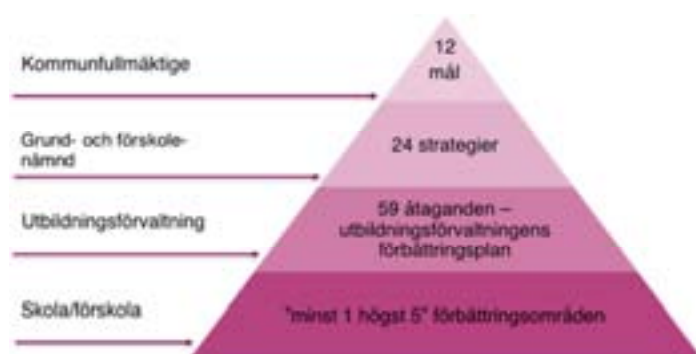 Kommunfullmäktige
12
mål
Grund- och förskole-
nämnd
24 strategier
Utbildningsförvaltning
59 åtaganden –
utbildningsförvaltningens
förbättringsplan
Skola/förskola
"minst 1 högst 5" förbättringsområden